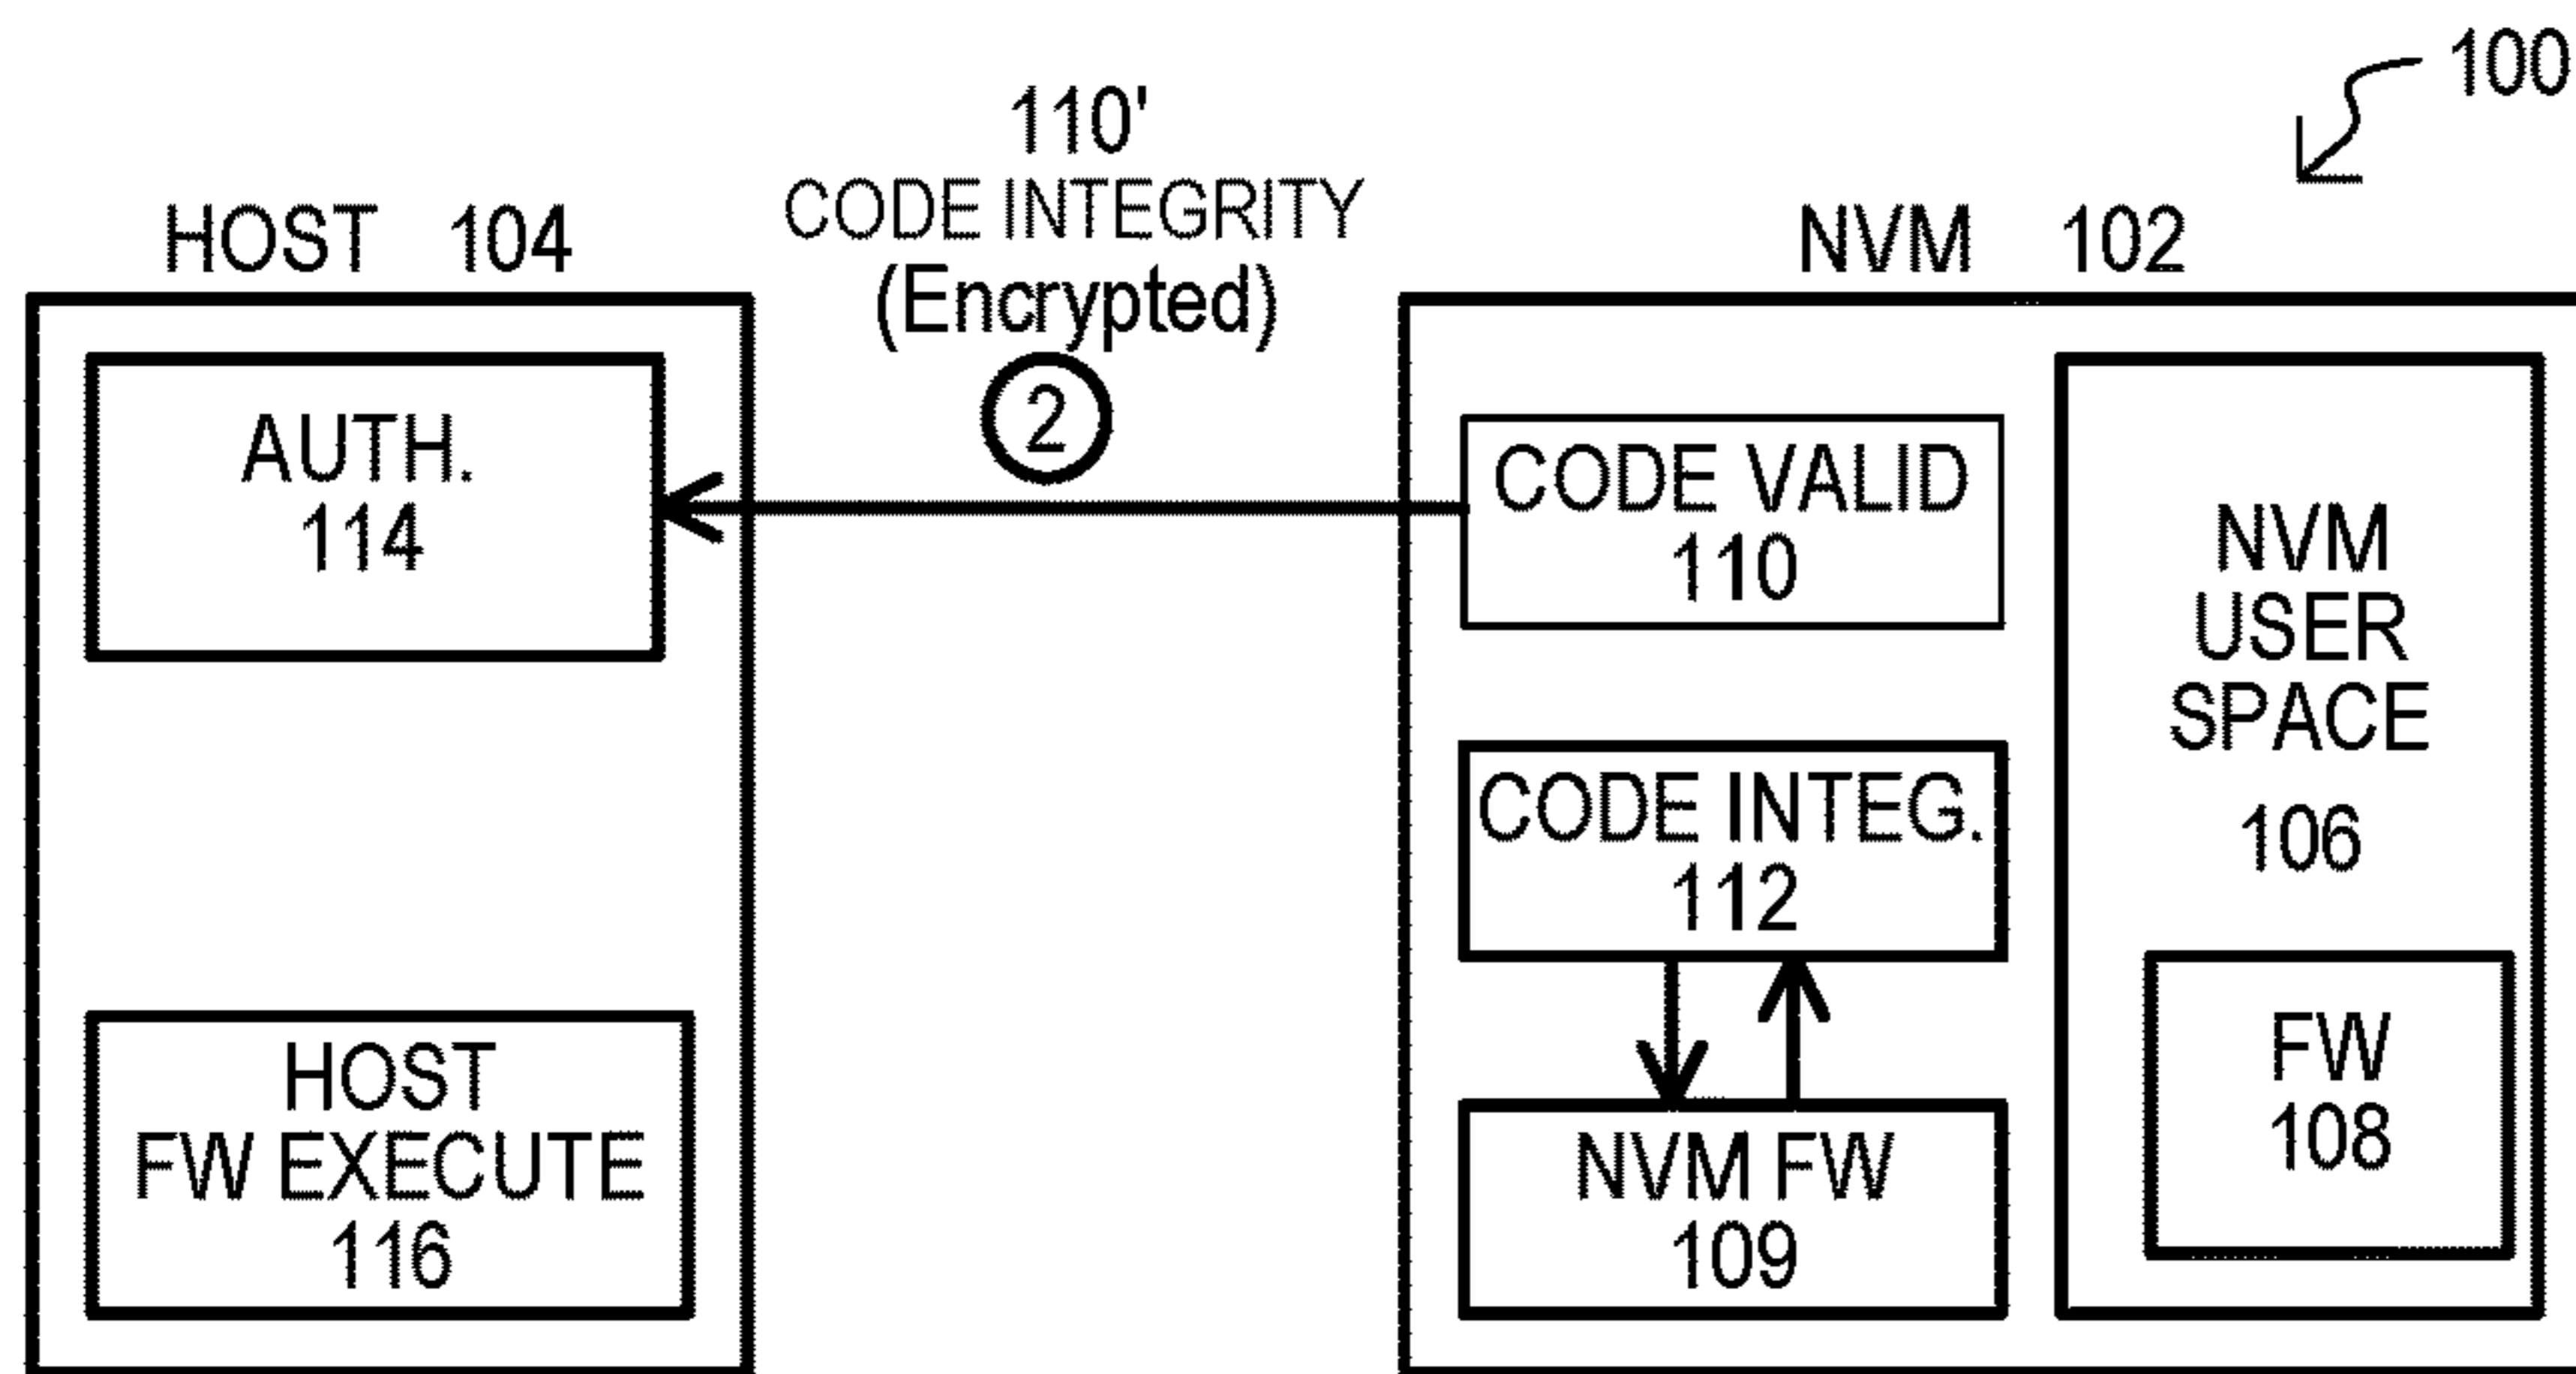 100
110'
CODE INTEGRITY
(Encrypted)
HOST 104
NVM 102
AUTH.
114
2
CODE VALID
110
NVM
USER
SPACE
106
CODE INTEG.
112
HOST
FW EXECUTE
116
NVM FW
109
FW
108